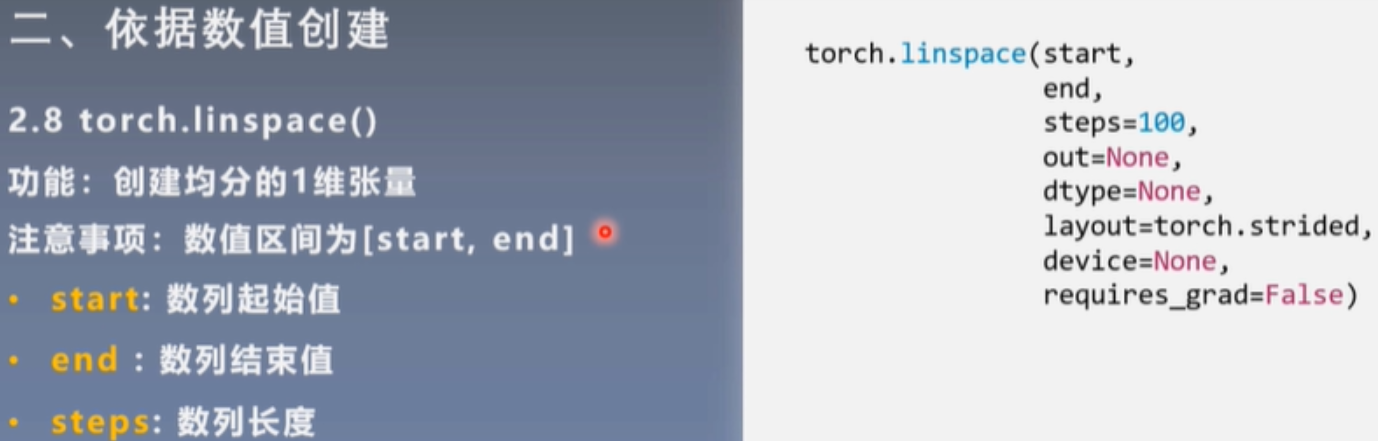 二、依据数值创建
2.8 torch.linspace()
功能：创建均分的1维张量
注意事项：数值区间为[start, end]
• start: 数列起始值
• end : 数列结束值
• steps: 数列长度
torch.linspace(start,
end,
steps=100,
out=None,
dtype=None,
layout=torch.strided,
device=None,
requires_grad=False)